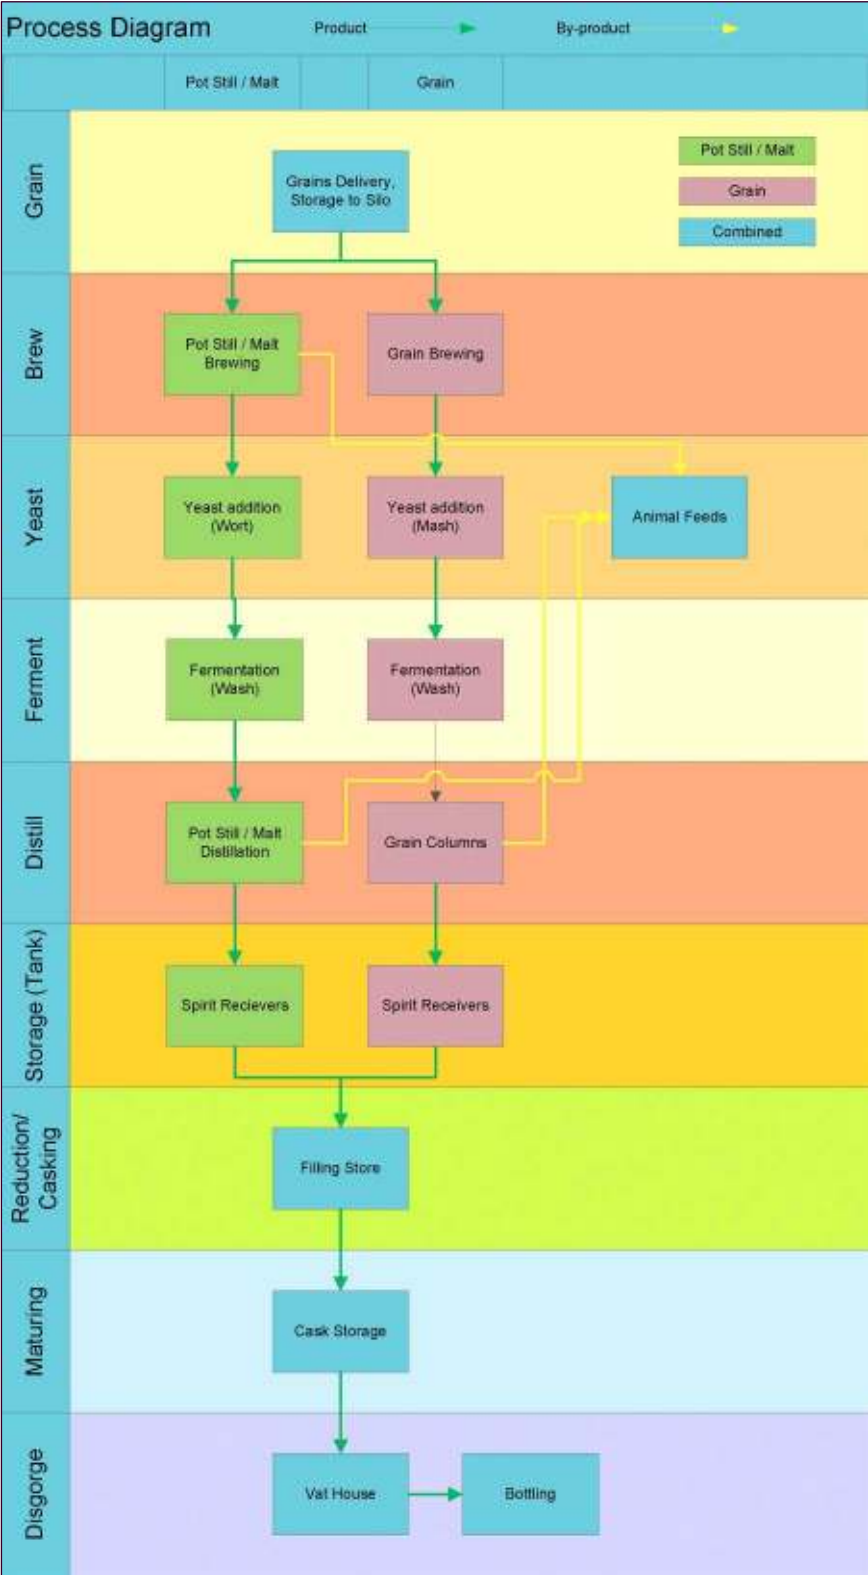 Process Diagram
Product
By-product
Pot Still / Malt
Grain
Grain
Grains Delivery,
Storage to Silo
Pot Still / Malt
Grain
Combined
Brew
Pot Still / Malt
Brewing
Grain Brewing
Yeast
Yeast addition
(Wort)
Yeast addition
(Mash)
Animal Feeds
Ferment
Fermentation
(Wash)
Fermentation
(Wash)
Distill
Pot Still / Malt
Distillation
Grain Columns
Storage (Tank)
Spirit Recievers
Spirit Receivers
Reduction/
Casking
Filling Store
Maturing
Cask Storage
Disgorge
Vat House
Bottling